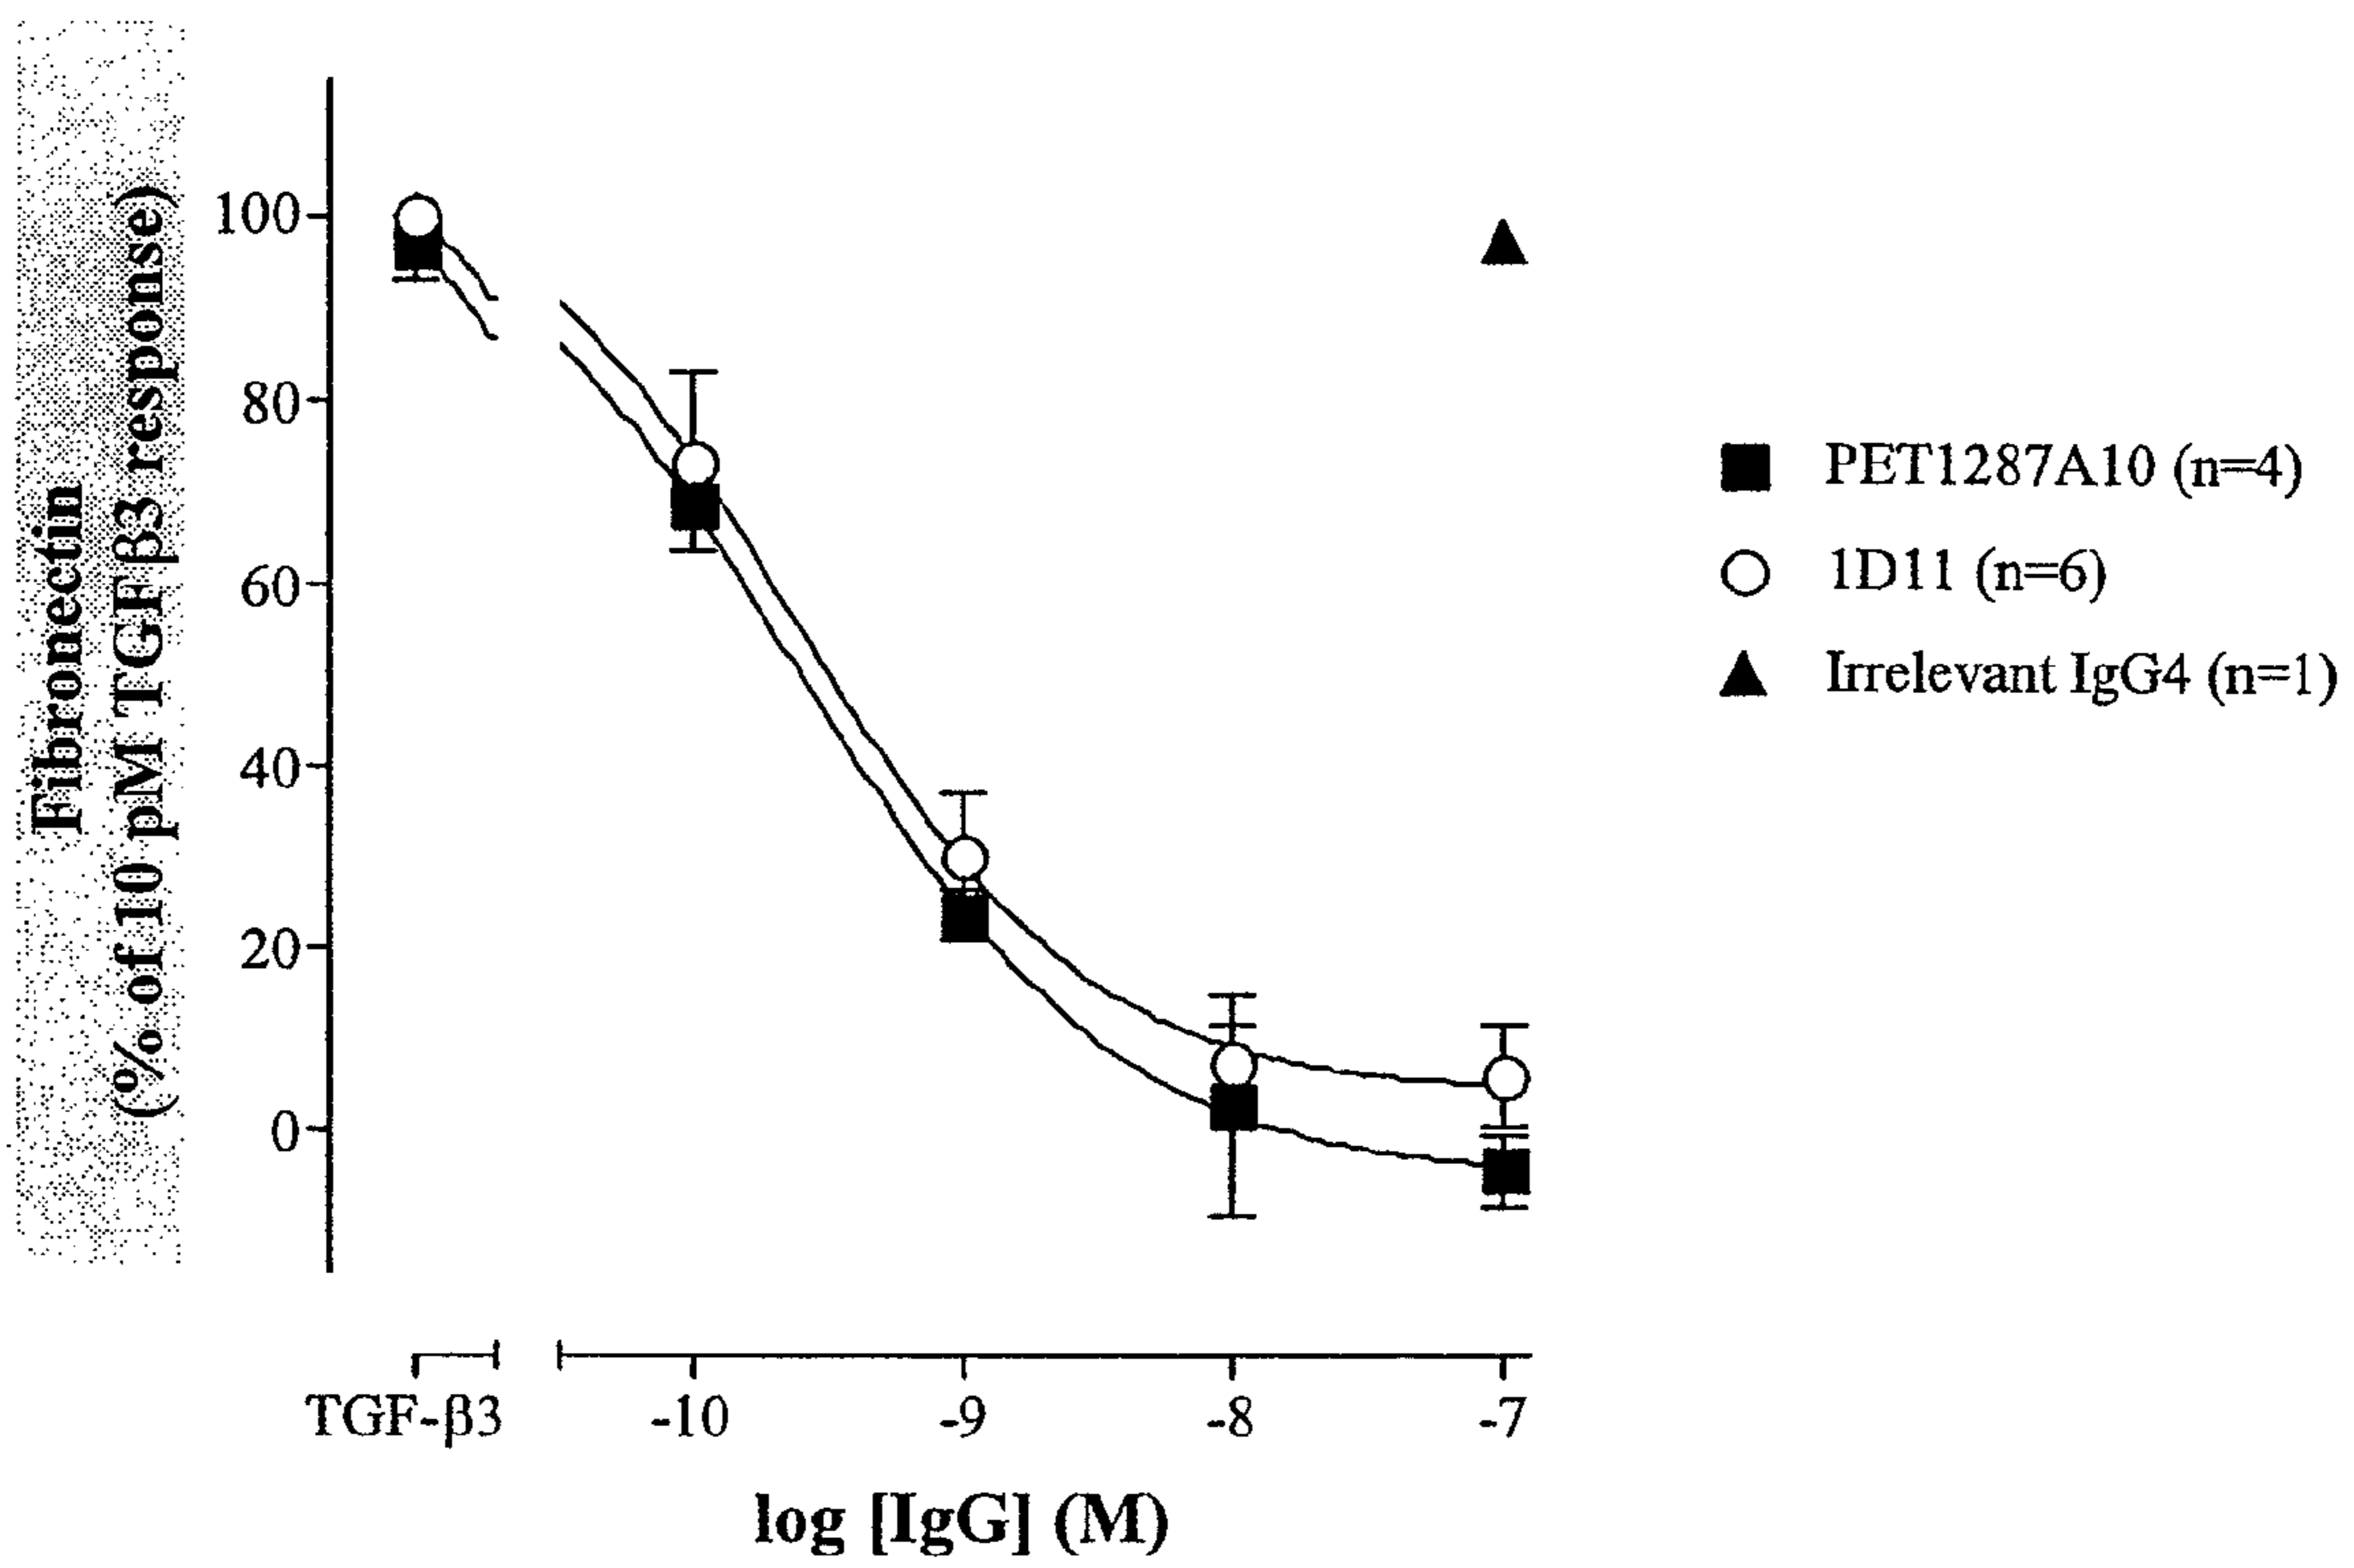 Fibronectin
(% of 10 pM TGFβ3 response)
100
80
60
40
20
0
TGF-β3
-10
-9
-8
-7
log [IgG] (M)
PET1287A10 (n=4)
1D11 (n=6)
Irrelevant IgG4 (n=1)